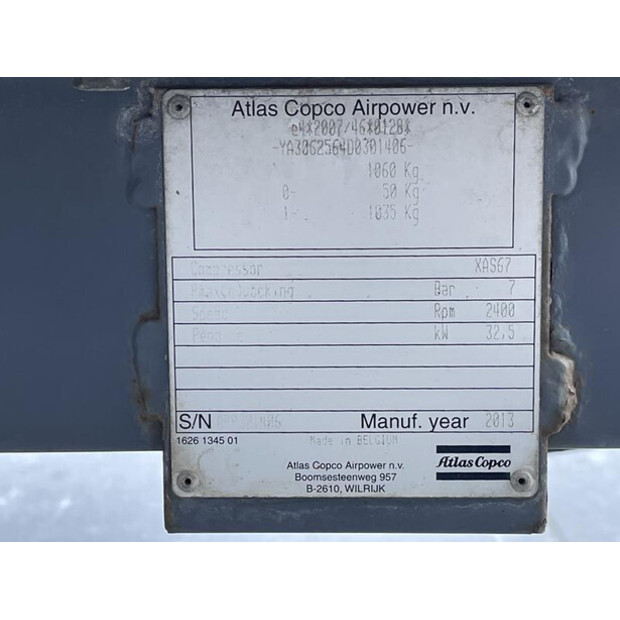 Atlas Copco Airpower n.v.
e4*2007/46*0128*
-YA3062564D0301406-
1060 Kg
0- 50 Kg
1- 1035 Kg
Compressor XAS67
Bar 7
Speed Rpm 2400
kW 32,5
S/N Manuf. year 2013
1626 1345 01
Made in BELGIUM
Atlas Copco Airpower n.v.
Boomsesteenweg 957
B-2610, WILRIJK
Atlas Copco